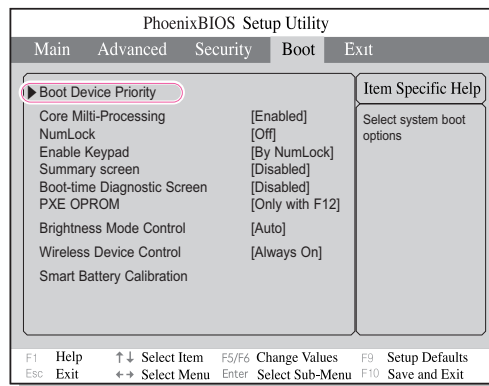 PhoenixBIOS Setup Utility
Main Advanced Security Boot Exit
Boot Device Priority
Item Specific Help
Core Milti-Processing [Enabled]
Select system boot
options
NumLock [Off]
Enable Keypad [By NumLock]
Summary screen [Disabled]
Boot-time Diagnostic Screen [Disabled]
PXE OPROM [Only with F12]
Brightness Mode Control [Auto]
Wireless Device Control [Always On]
Smart Battery Calibration
F1 Help ↑↓ Select Item F5/F6 Change Values F9 Setup Defaults
Esc Exit ←→ Select Menu Enter Select Sub-Menu F10 Save and Exit